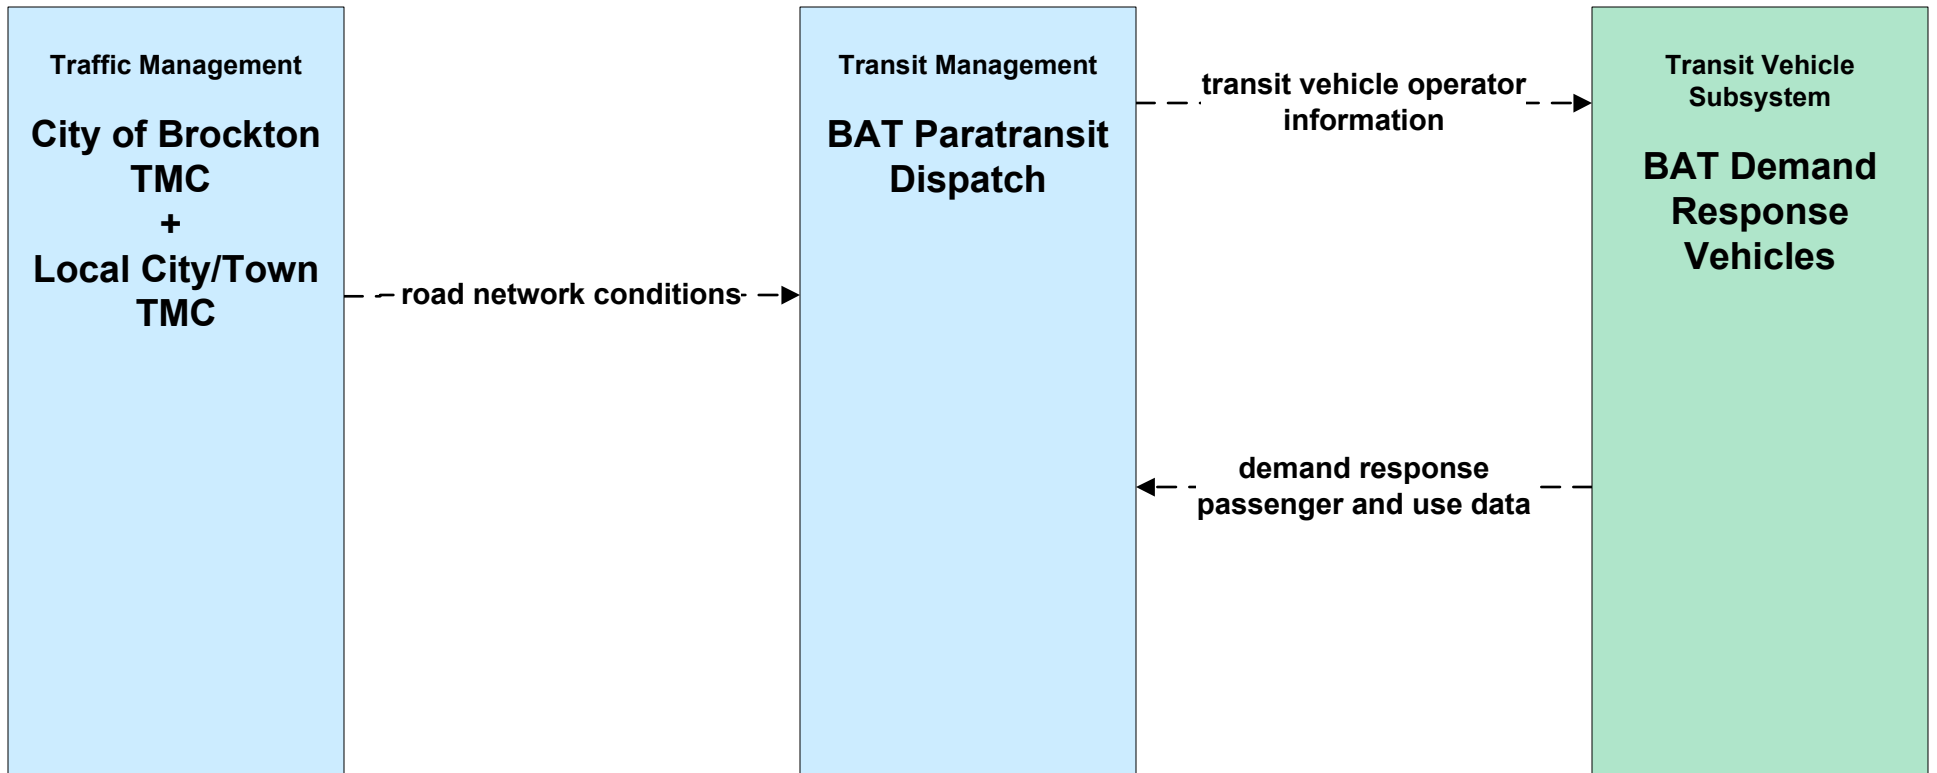 Traffic Management
City of Brockton
TMC
+
Local City/Town
TMC
road network conditions
Transit Management
BAT Paratransit
Dispatch
transit vehicle operator
information
demand response
passenger and use data
Transit Vehicle
Subsystem
BAT Demand
Response
Vehicles